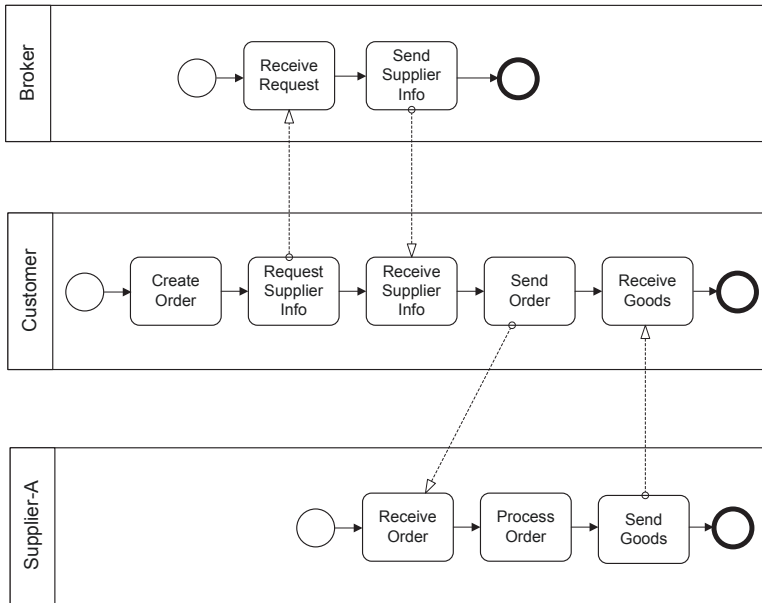 Broker
Receive
Request
Send
Supplier
Info
Customer
Create
Order
Request
Supplier
Info
Receive
Supplier
Info
Send
Order
Receive
Goods
Supplier-A
Receive
Order
Process
Order
Send
Goods